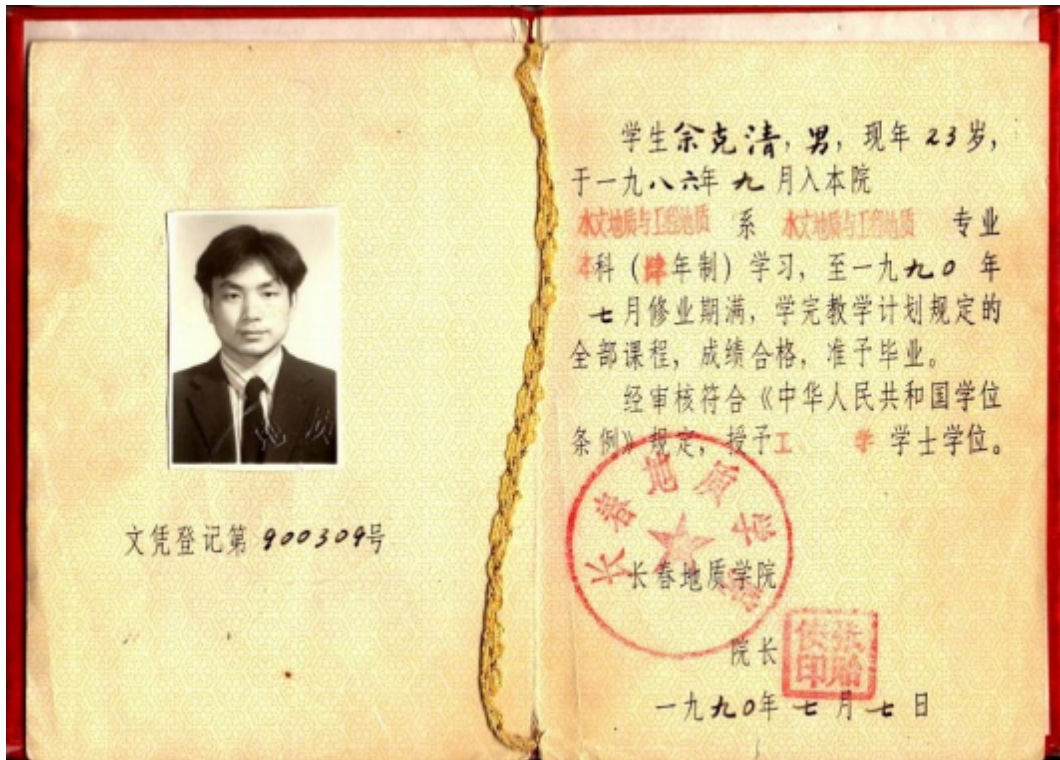 文凭登记第900309号
学生余克清，男，现年23岁，
于一九八六年九月入本院
水文地质与工程地质 系 水文地质与工程地质 专业
本科（肆年制）学习，至一九九〇年
七月修业期满，学完教学计划规定的
全部课程，成绩合格，准予毕业。
经审核符合《中华人民共和国学位
条例》规定，授予工 学 学士学位。
长春地质学院
长春地质学院
院长
一九九〇年七月七日